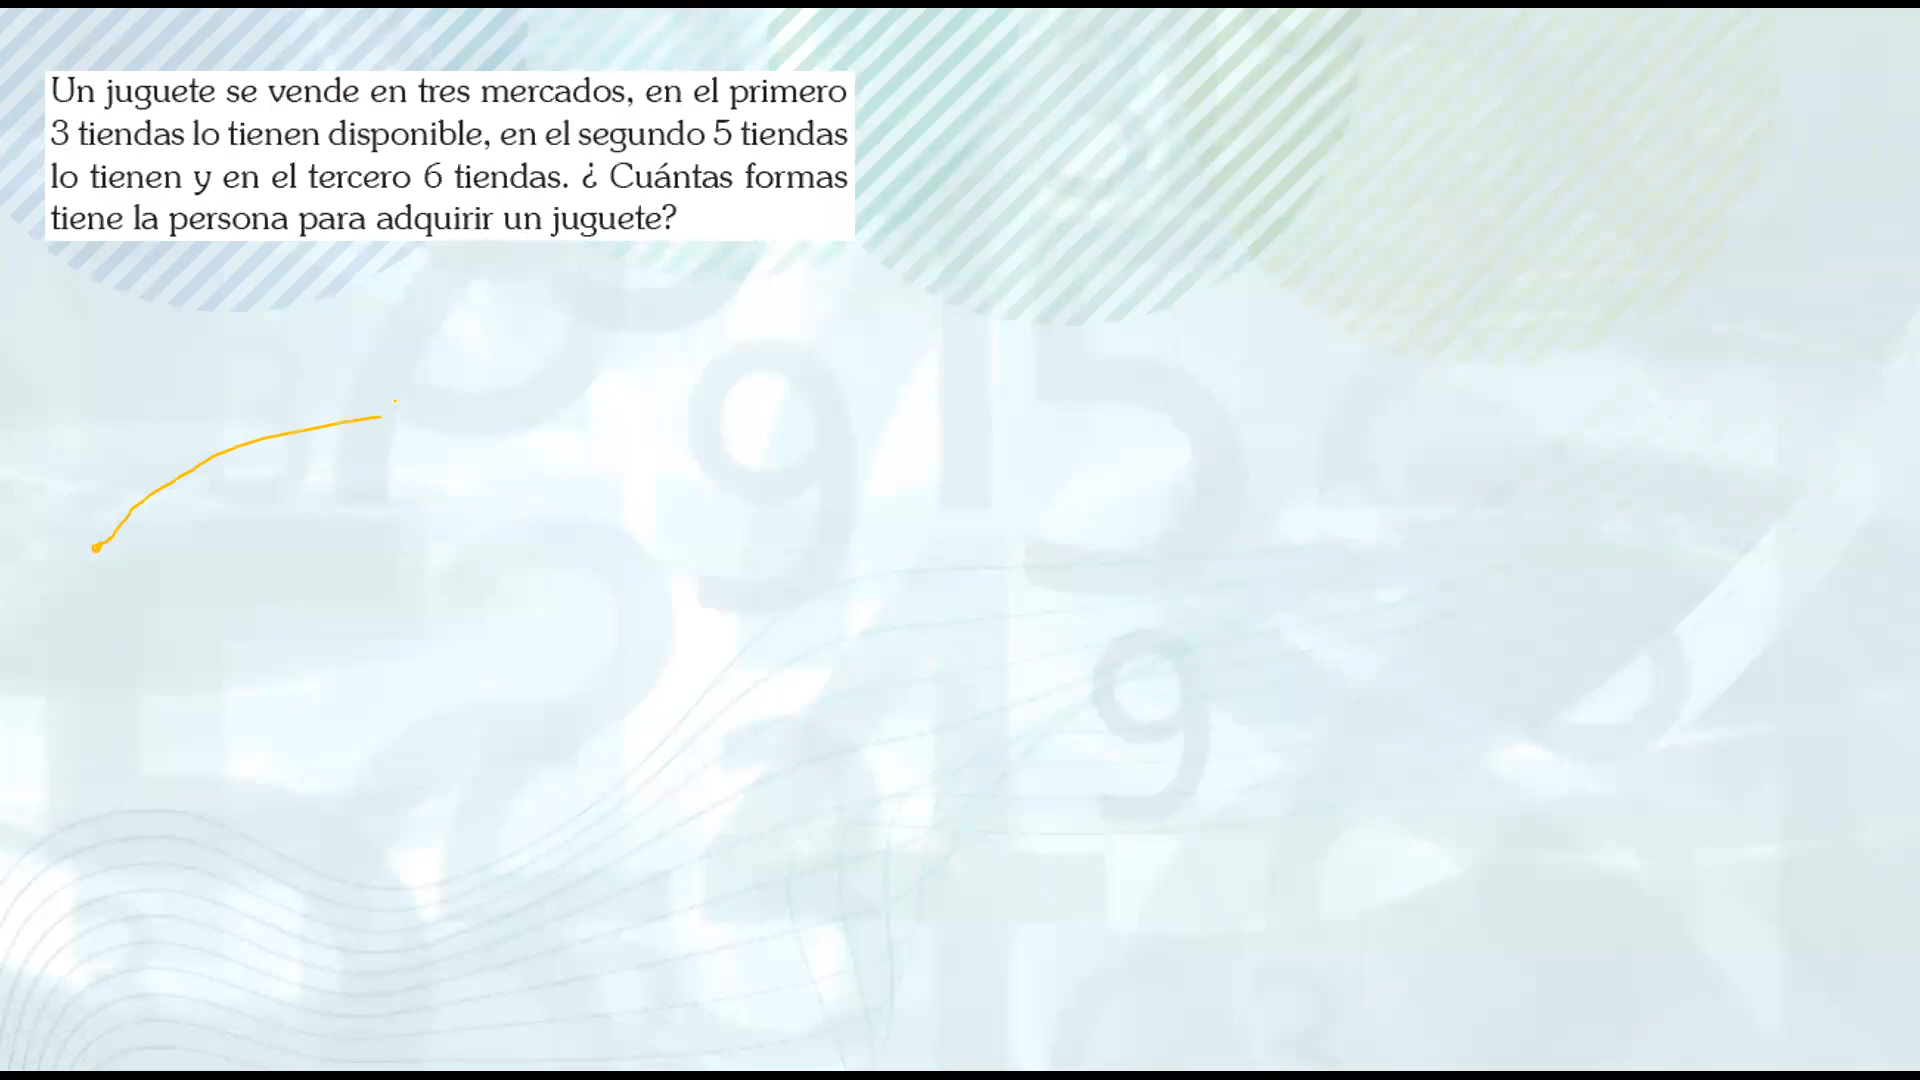 Un juguete se vende en tres mercados, en el primero
3 tiendas lo tienen disponible, en el segundo 5 tiendas
lo tienen y en el tercero 6 tiendas. ¿ Cuántas formas
tiene la persona para adquirir un juguete?